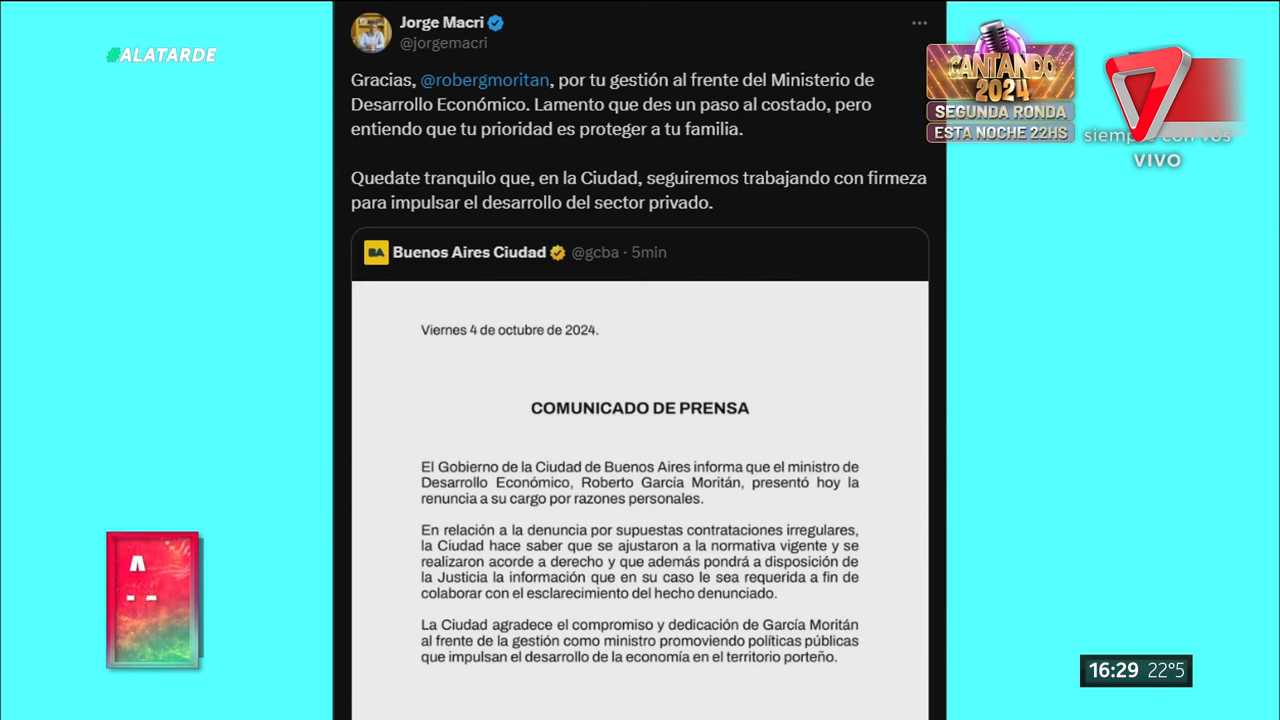 #ALATARDE
Jorge Macri
@jorgemacri
Gracias, @robergmoritan, por tu gestión al frente del Ministerio de
Desarrollo Económico. Lamento que des un paso al costado, pero
entiendo que tu prioridad es proteger a tu familia.
Quedate tranquilo que, en la Ciudad, seguiremos trabajando con firmeza
para impulsar el desarrollo del sector privado.
BA Buenos Aires Ciudad @gcba · 5min
Viernes 4 de octubre de 2024.
COMUNICADO DE PRENSA
El Gobierno de la Ciudad de Buenos Aires informa que el ministro de
Desarrollo Económico, Roberto García Moritán, presentó hoy la
renuncia a su cargo por razones personales.
En relación a la denuncia por supuestas contrataciones irregulares,
la Ciudad hace saber que se ajustaron a la normativa vigente y se
realizaron acorde a derecho y que además pondrá a disposición de
la Justicia la información que en su caso le sea requerida a fin de
colaborar con el esclarecimiento del hecho denunciado.
La Ciudad agradece el compromiso y dedicación de García Moritán
al frente de la gestión como ministro promoviendo políticas públicas
que impulsan el desarrollo de la economía en el territorio porteño.
CANTANDO
2024
SEGUNDA RONDA
ESTA NOCHE 22HS
siempre con vos
VIVO
A
16:29 22°5